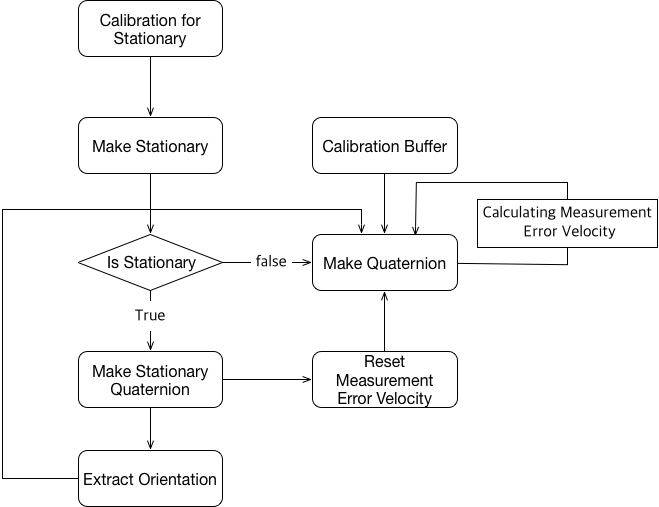 Calibration for
Stationary
Make Stationary
Calibration Buffer
Calculating Measurement
Error Velocity
Is Stationary
false
Make Quaternion
True
Make Stationary
Quaternion
Reset
Measurement
Error Velocity
Extract Orientation